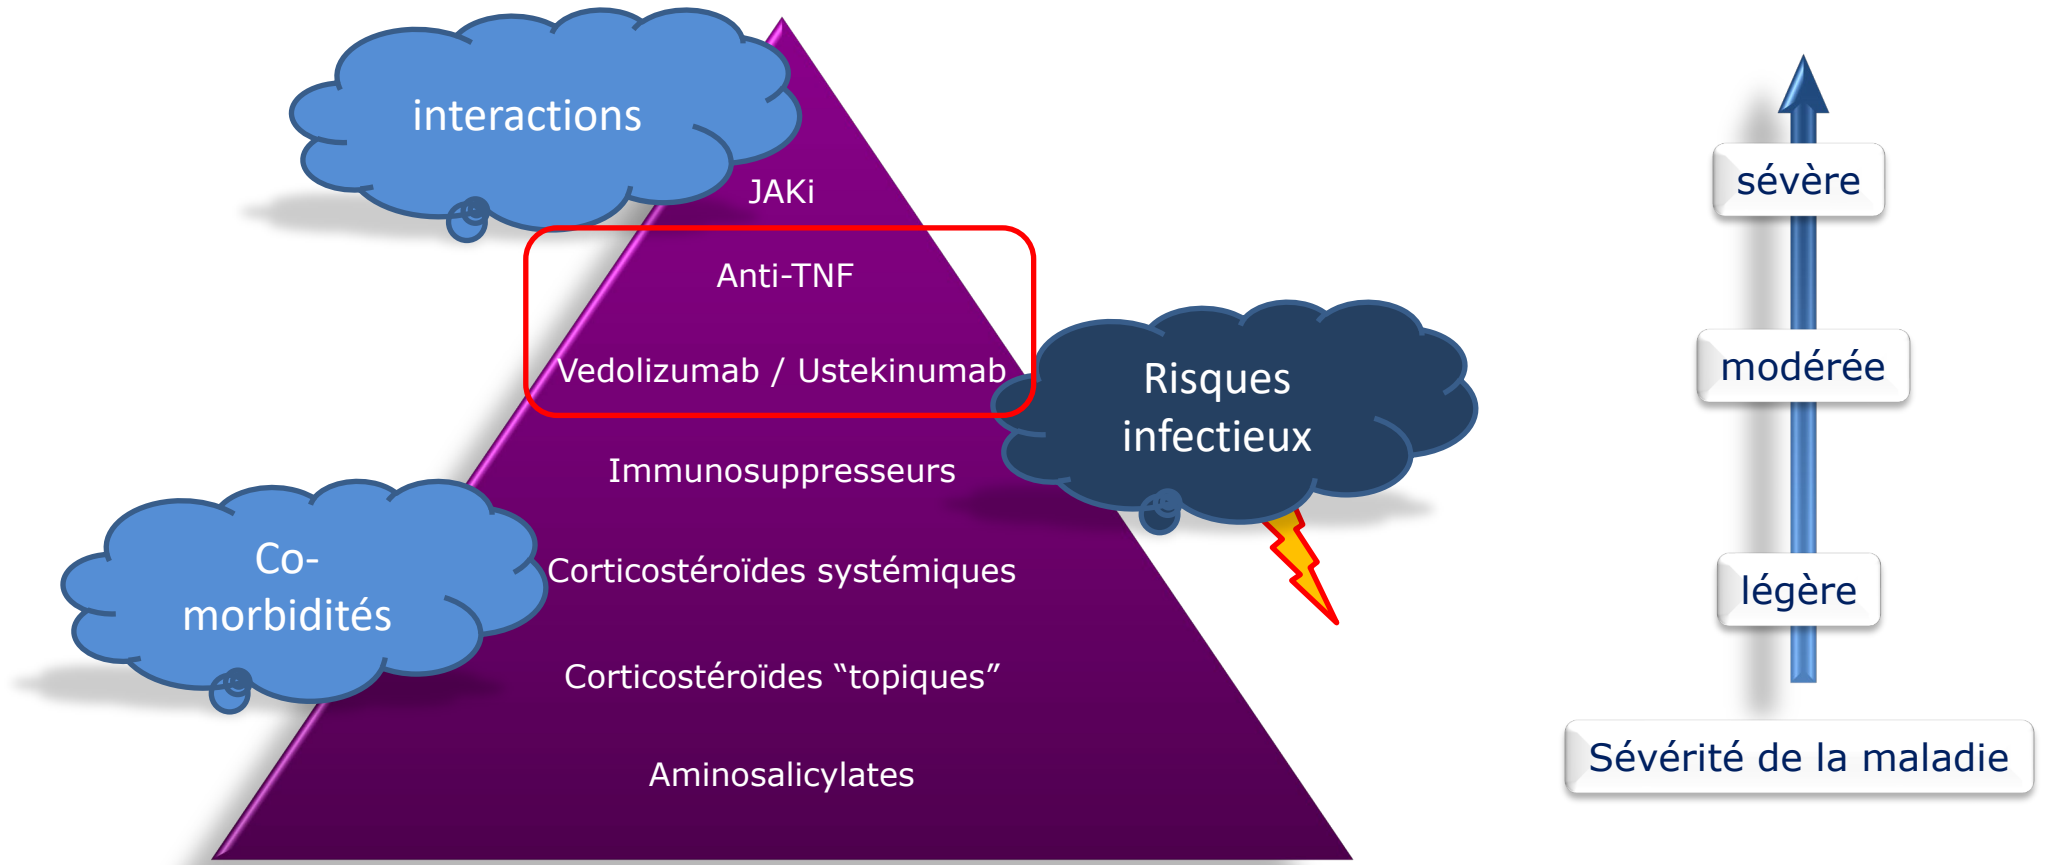 interactions
JAKi
Anti-TNF
Vedolizumab / Ustekinumab
Risques
infectieux
Immunosuppresseurs
Co-
morbidités
Corticostéroïdes systémiques
Corticostéroïdes “topiques”
Aminosalicylates
sévère
modérée
légère
Sévérité de la maladie